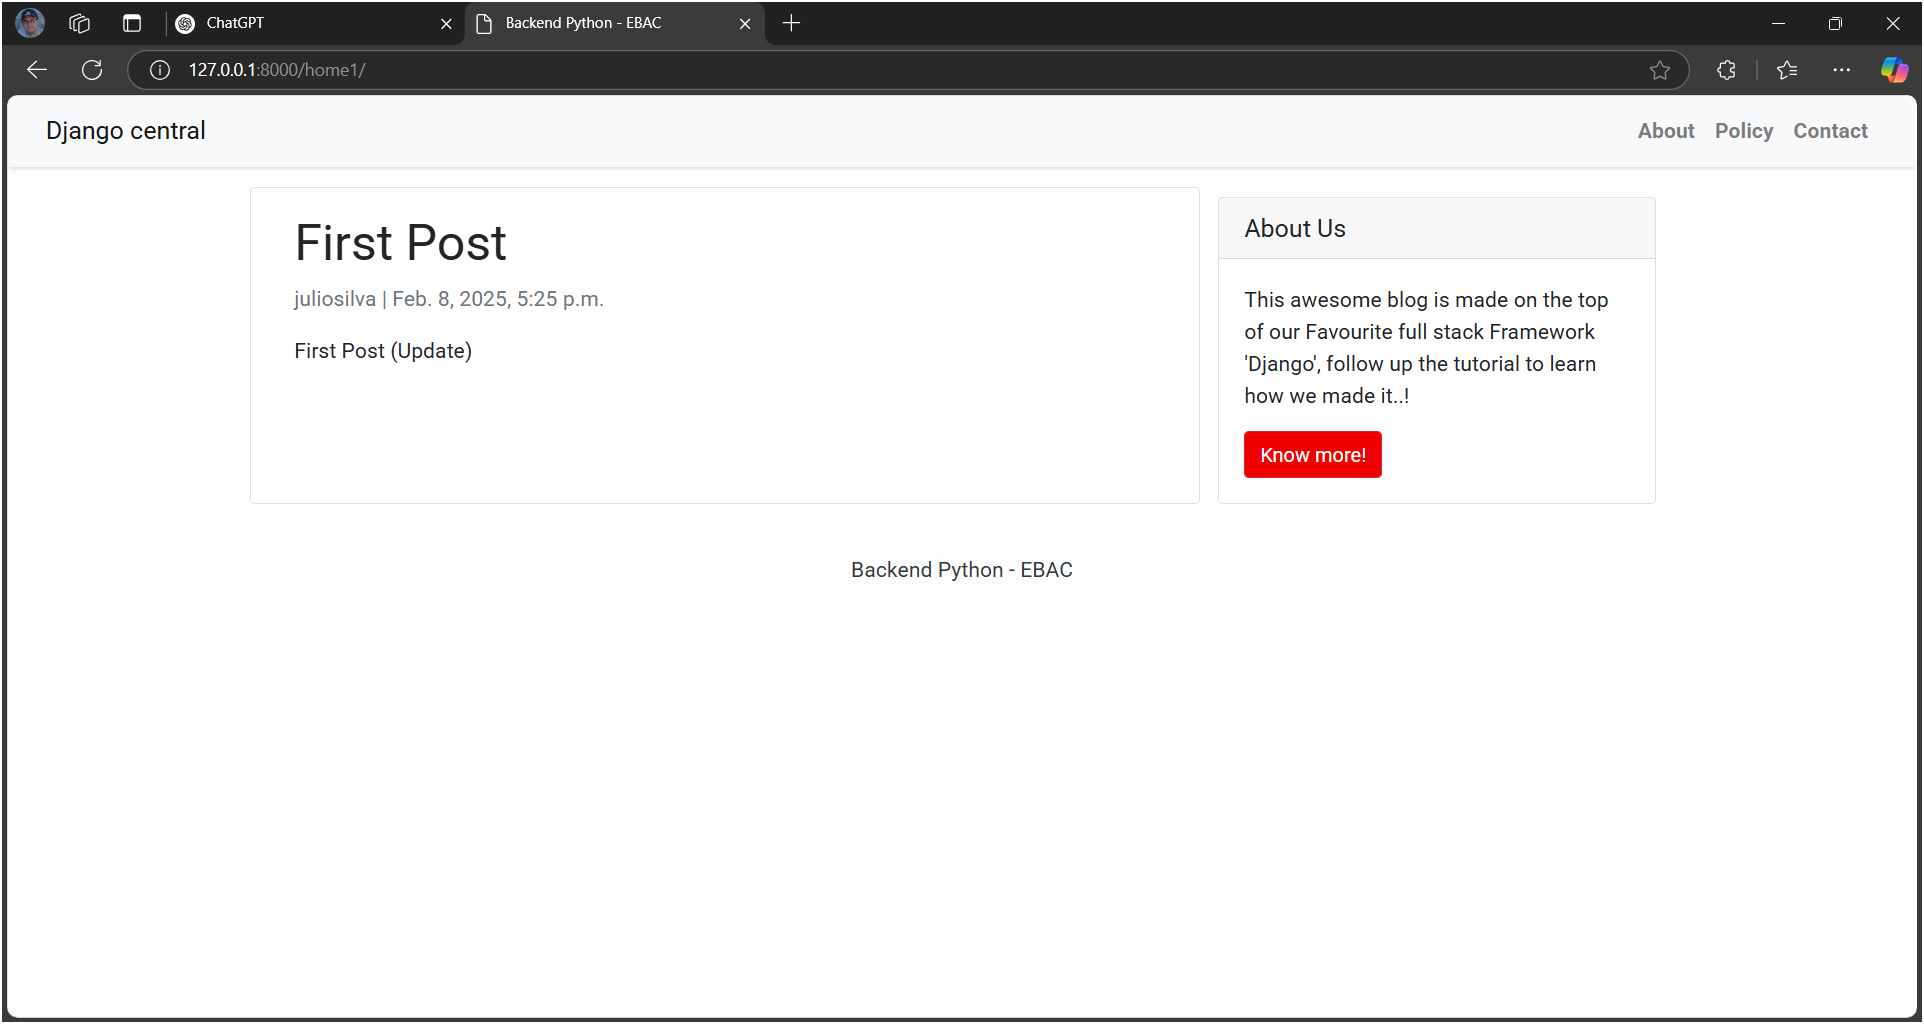 ChatGPT
Backend Python - EBAC
127.0.0.1:8000/home1/
Django central
About Policy Contact
First Post
juliosilva | Feb. 8, 2025, 5:25 p.m.
First Post (Update)
About Us
This awesome blog is made on the top
of our Favourite full stack Framework
'Django', follow up the tutorial to learn
how we made it..!
Know more!
Backend Python - EBAC